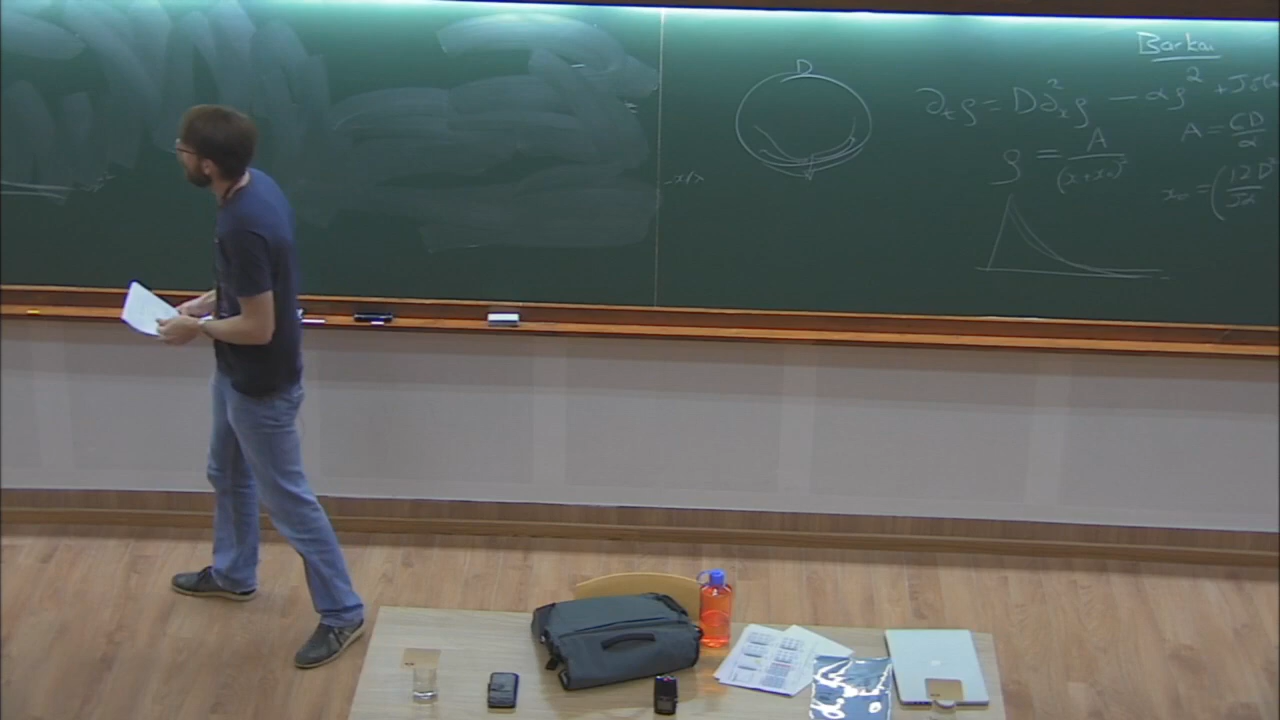 Barkai
D
∂ₜρ = D∂ₓ²ρ − αρ² + Jδ(x
ρ = A/(x+x₀)²
A = CD/α
x₀ = (12D²/Jα
-x/λ